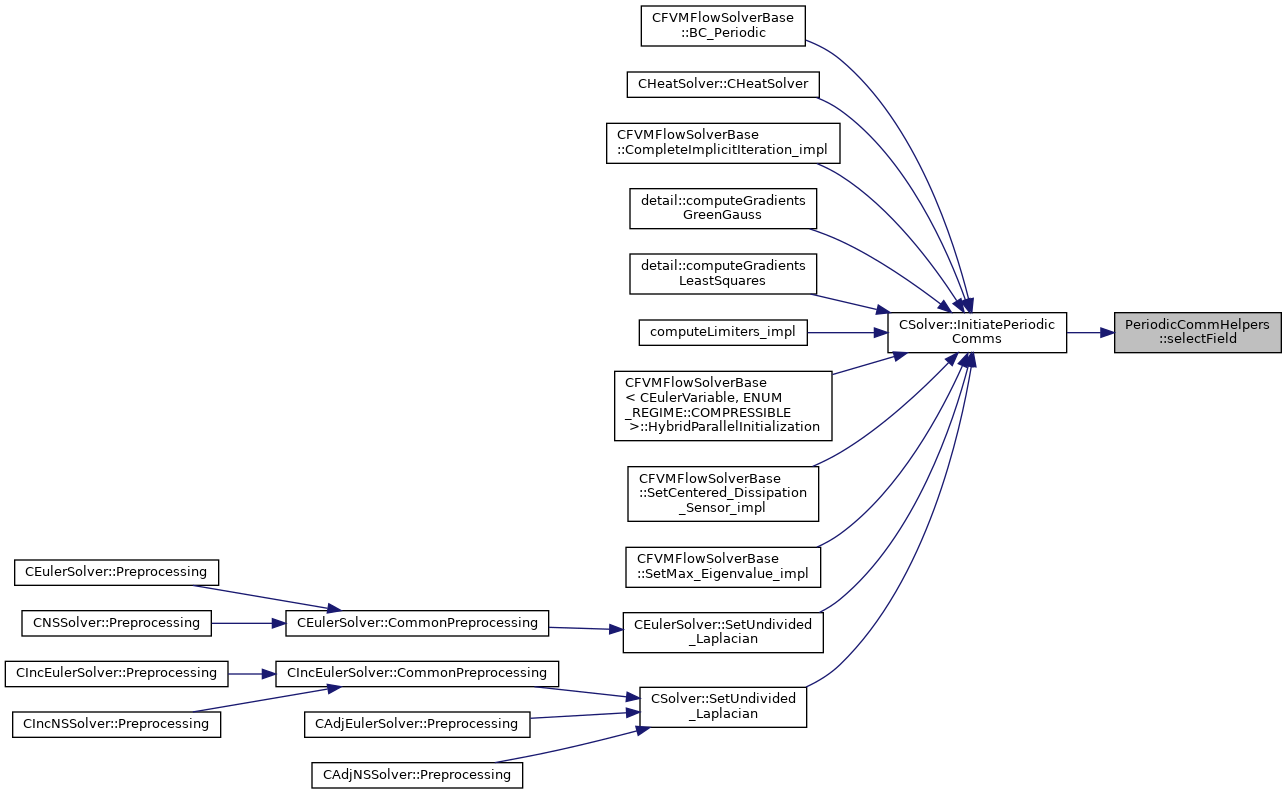 CFVMFlowSolverBase
::BC_Periodic
CHeatSolver::CHeatSolver
CFVMFlowSolverBase
::CompleteImplicitIteration_impl
detail::computeGradients
GreenGauss
detail::computeGradients
LeastSquares
computeLimiters_impl
CSolver::InitiatePeriodic
Comms
PeriodicCommHelpers
::selectField
CFVMFlowSolverBase
< CEulerVariable, ENUM
_REGIME::COMPRESSIBLE
>::HybridParallelInitialization
CFVMFlowSolverBase
::SetCentered_Dissipation
_Sensor_impl
CFVMFlowSolverBase
::SetMax_Eigenvalue_impl
CEulerSolver::Preprocessing
CNSSolver::Preprocessing
CEulerSolver::CommonPreprocessing
CEulerSolver::SetUndivided
_Laplacian
CIncEulerSolver::Preprocessing
CIncEulerSolver::CommonPreprocessing
CSolver::SetUndivided
_Laplacian
CIncNSSolver::Preprocessing
CAdjEulerSolver::Preprocessing
CAdjNSSolver::Preprocessing